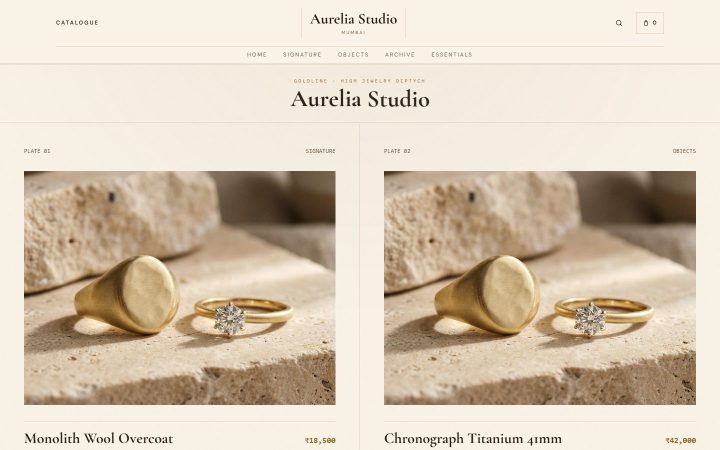 CATALOGUE
Aurelia Studio
MUMBAI
0
HOME SIGNATURE OBJECTS ARCHIVE ESSENTIALS
GOLDLINE · HIGH JEWELRY DIPTYCH
Aurelia Studio
PLATE 01 SIGNATURE
PLATE 02 OBJECTS
Monolith Wool Overcoat ₹18,500
Chronograph Titanium 41mm ₹42,000